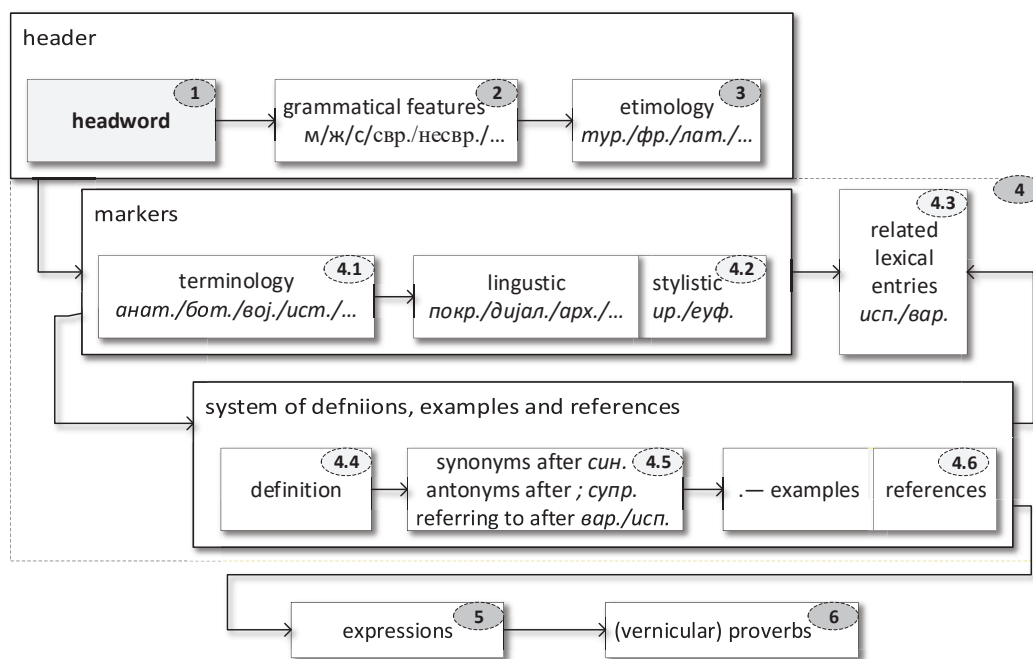 header
1
headword
2
grammatical features
м/ж/с/свр./несвр./...
3
etimology
тур./фр./лат./...
4
markers
4.1
terminology
анат./бот./вој./ист./...
lingustic
покр./дијал./арх./...
4.2
stylistic
ир./еуф.
4.3
related
lexical
entries
исп./вар.
system of defniions, examples and references
4.4
definition
4.5
synonyms after син.
antonyms after ; супр.
referring to after вар./исп.
.— examples
4.6
references
5
expressions
6
(vernicular) proverbs